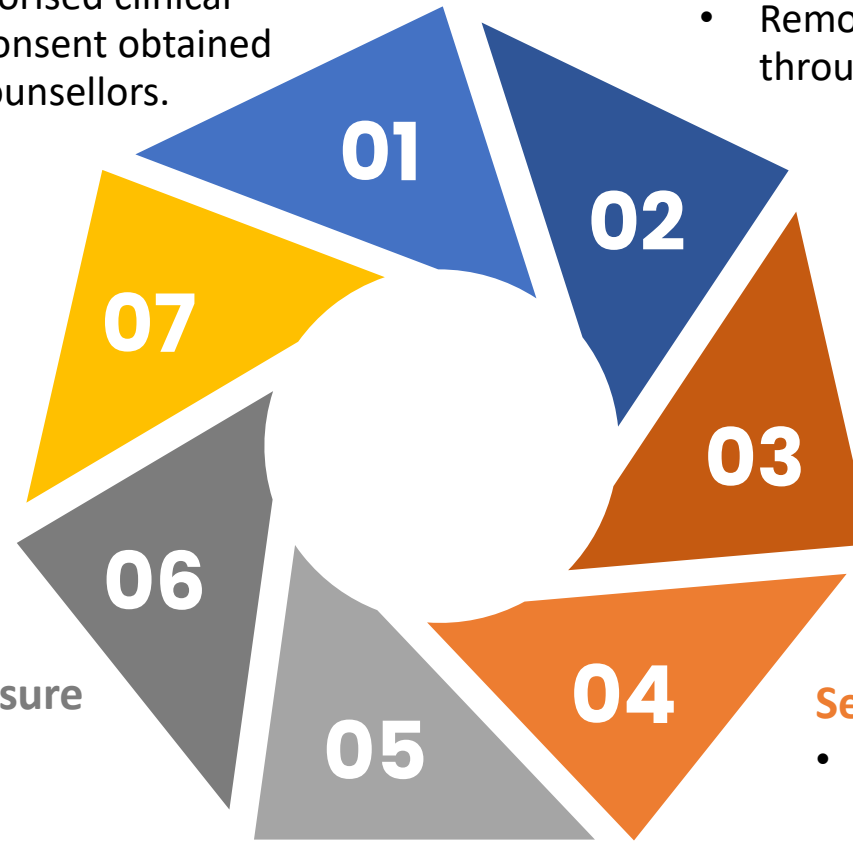 onsent obtained
ounsellors.
• Remo
throu
01
02
07
03
06
04
sure
05
Se
•